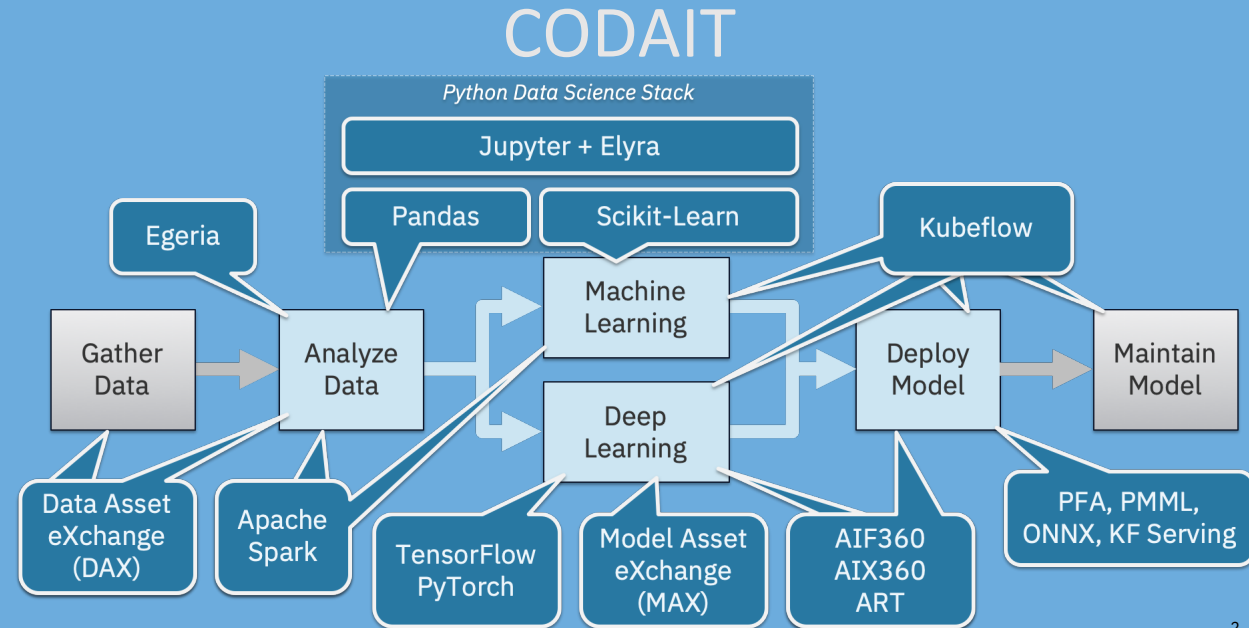 CODAIT
Python Data Science Stack
Jupyter + Elyra
Pandas
Scikit-Learn
Egeria
Kubeflow
Gather
Data
Analyze
Data
Machine
Learning
Deep
Learning
Deploy
Model
Maintain
Model
Data Asset
eXchange
(DAX)
Apache
Spark
TensorFlow
PyTorch
Model Asset
eXchange
(MAX)
AIF360
AIX360
ART
PFA, PMML,
ONNX, KF Serving
2